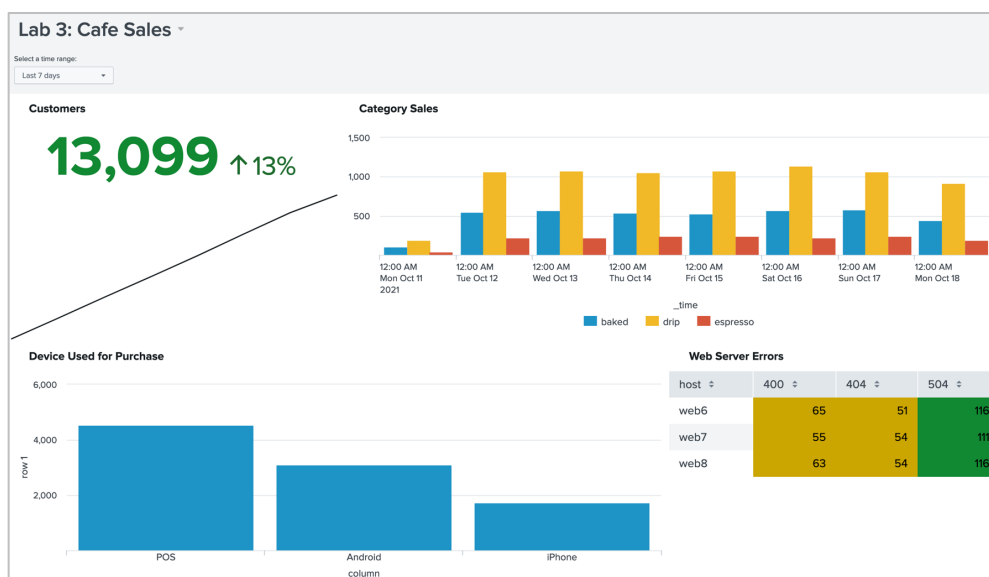 Lab 3: Cafe Sales
Select a time range:
Last 7 days
Customers
13,099 ↑13%
Category Sales
1,500
1,000
500
12:00 AM 12:00 AM 12:00 AM 12:00 AM 12:00 AM 12:00 AM 12:00 AM 12:00 AM
Mon Oct 11 Tue Oct 12 Wed Oct 13 Thu Oct 14 Fri Oct 15 Sat Oct 16 Sun Oct 17 Mon Oct 18
2021
_time
baked drip espresso
Device Used for Purchase
6,000
4,000
2,000
row 1
POS Android iPhone
column
Web Server Errors
host 400 404 504
web6 65 51 116
web7 55 54 111
web8 63 54 116